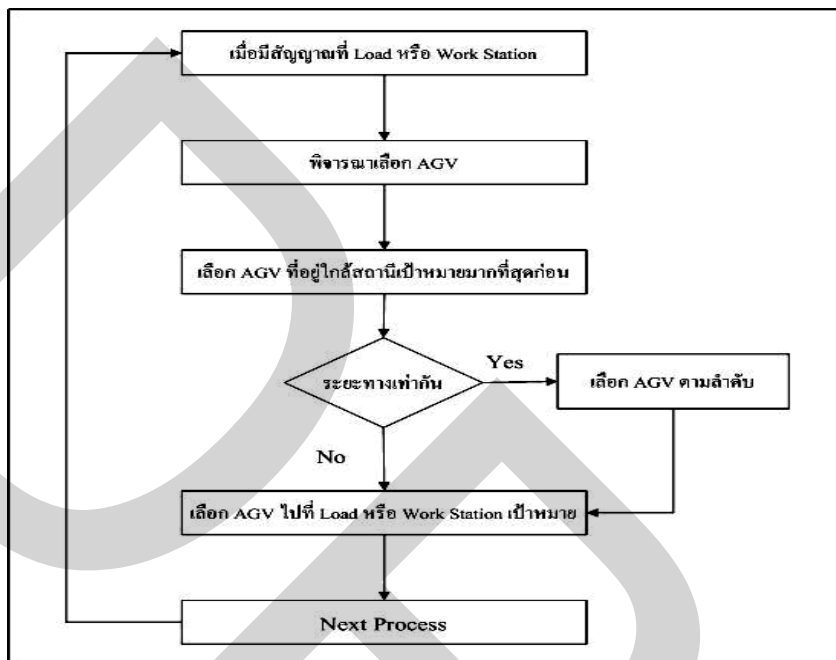 เมื่อมีสัญญาณที่ Load หรือ Work Station
พิจารณาเลือก AGV
เลือก AGV ที่อยู่ใกล้สถานีเป้าหมายมากที่สุดก่อน
ระยะทางเท่ากัน
Yes
เลือก AGV ตามลำดับ
No
เลือก AGV ไปที่ Load หรือ Work Station เป้าหมาย
Next Process